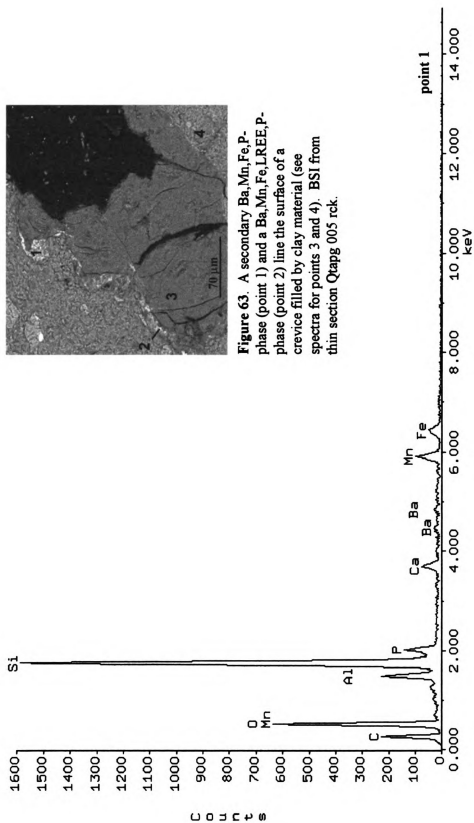 1
2
3
4
70 µm
Figure 63. A secondary Ba,Mn,Fe,P-
phase (point 1) and a Ba,Mn,Fe,LREE,P-
phase (point 2) line the surface of a
crevice filled by clay material (see
spectra for points 3 and 4). BSI from
thin section Qtapg 005 rck.
point 1
Counts
1600
1500
1400
1300
1200
1100
1000
900
800
700
600
500
400
300
200
100
0
C
O
Mn
Al
Si
P
Ca
Ba
Ba
Mn
Fe
0.000
2.000
4.000
6.000
8.000
10.000
12.000
14.000
keV